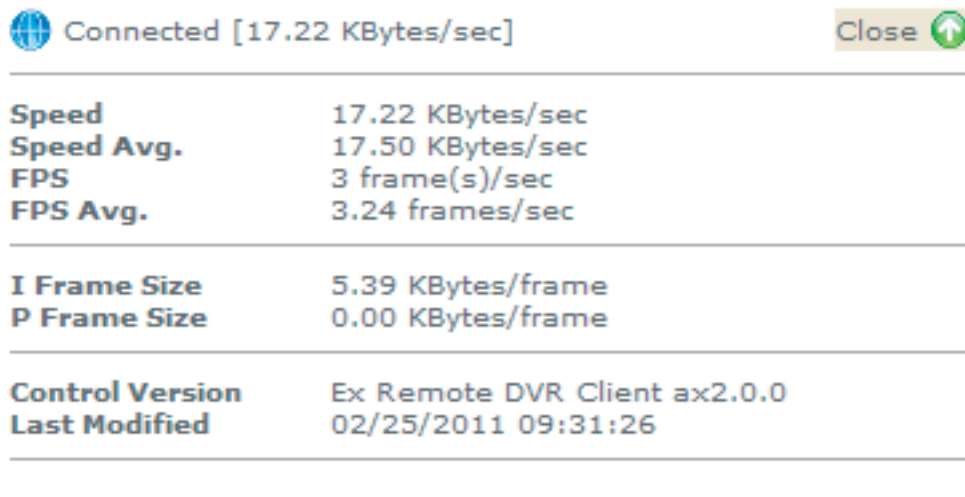 Connected [17.22 KBytes/sec] Close
Speed 17.22 KBytes/sec
Speed Avg. 17.50 KBytes/sec
FPS 3 frame(s)/sec
FPS Avg. 3.24 frames/sec
I Frame Size 5.39 KBytes/frame
P Frame Size 0.00 KBytes/frame
Control Version Ex Remote DVR Client ax2.0.0
Last Modified 02/25/2011 09:31:26